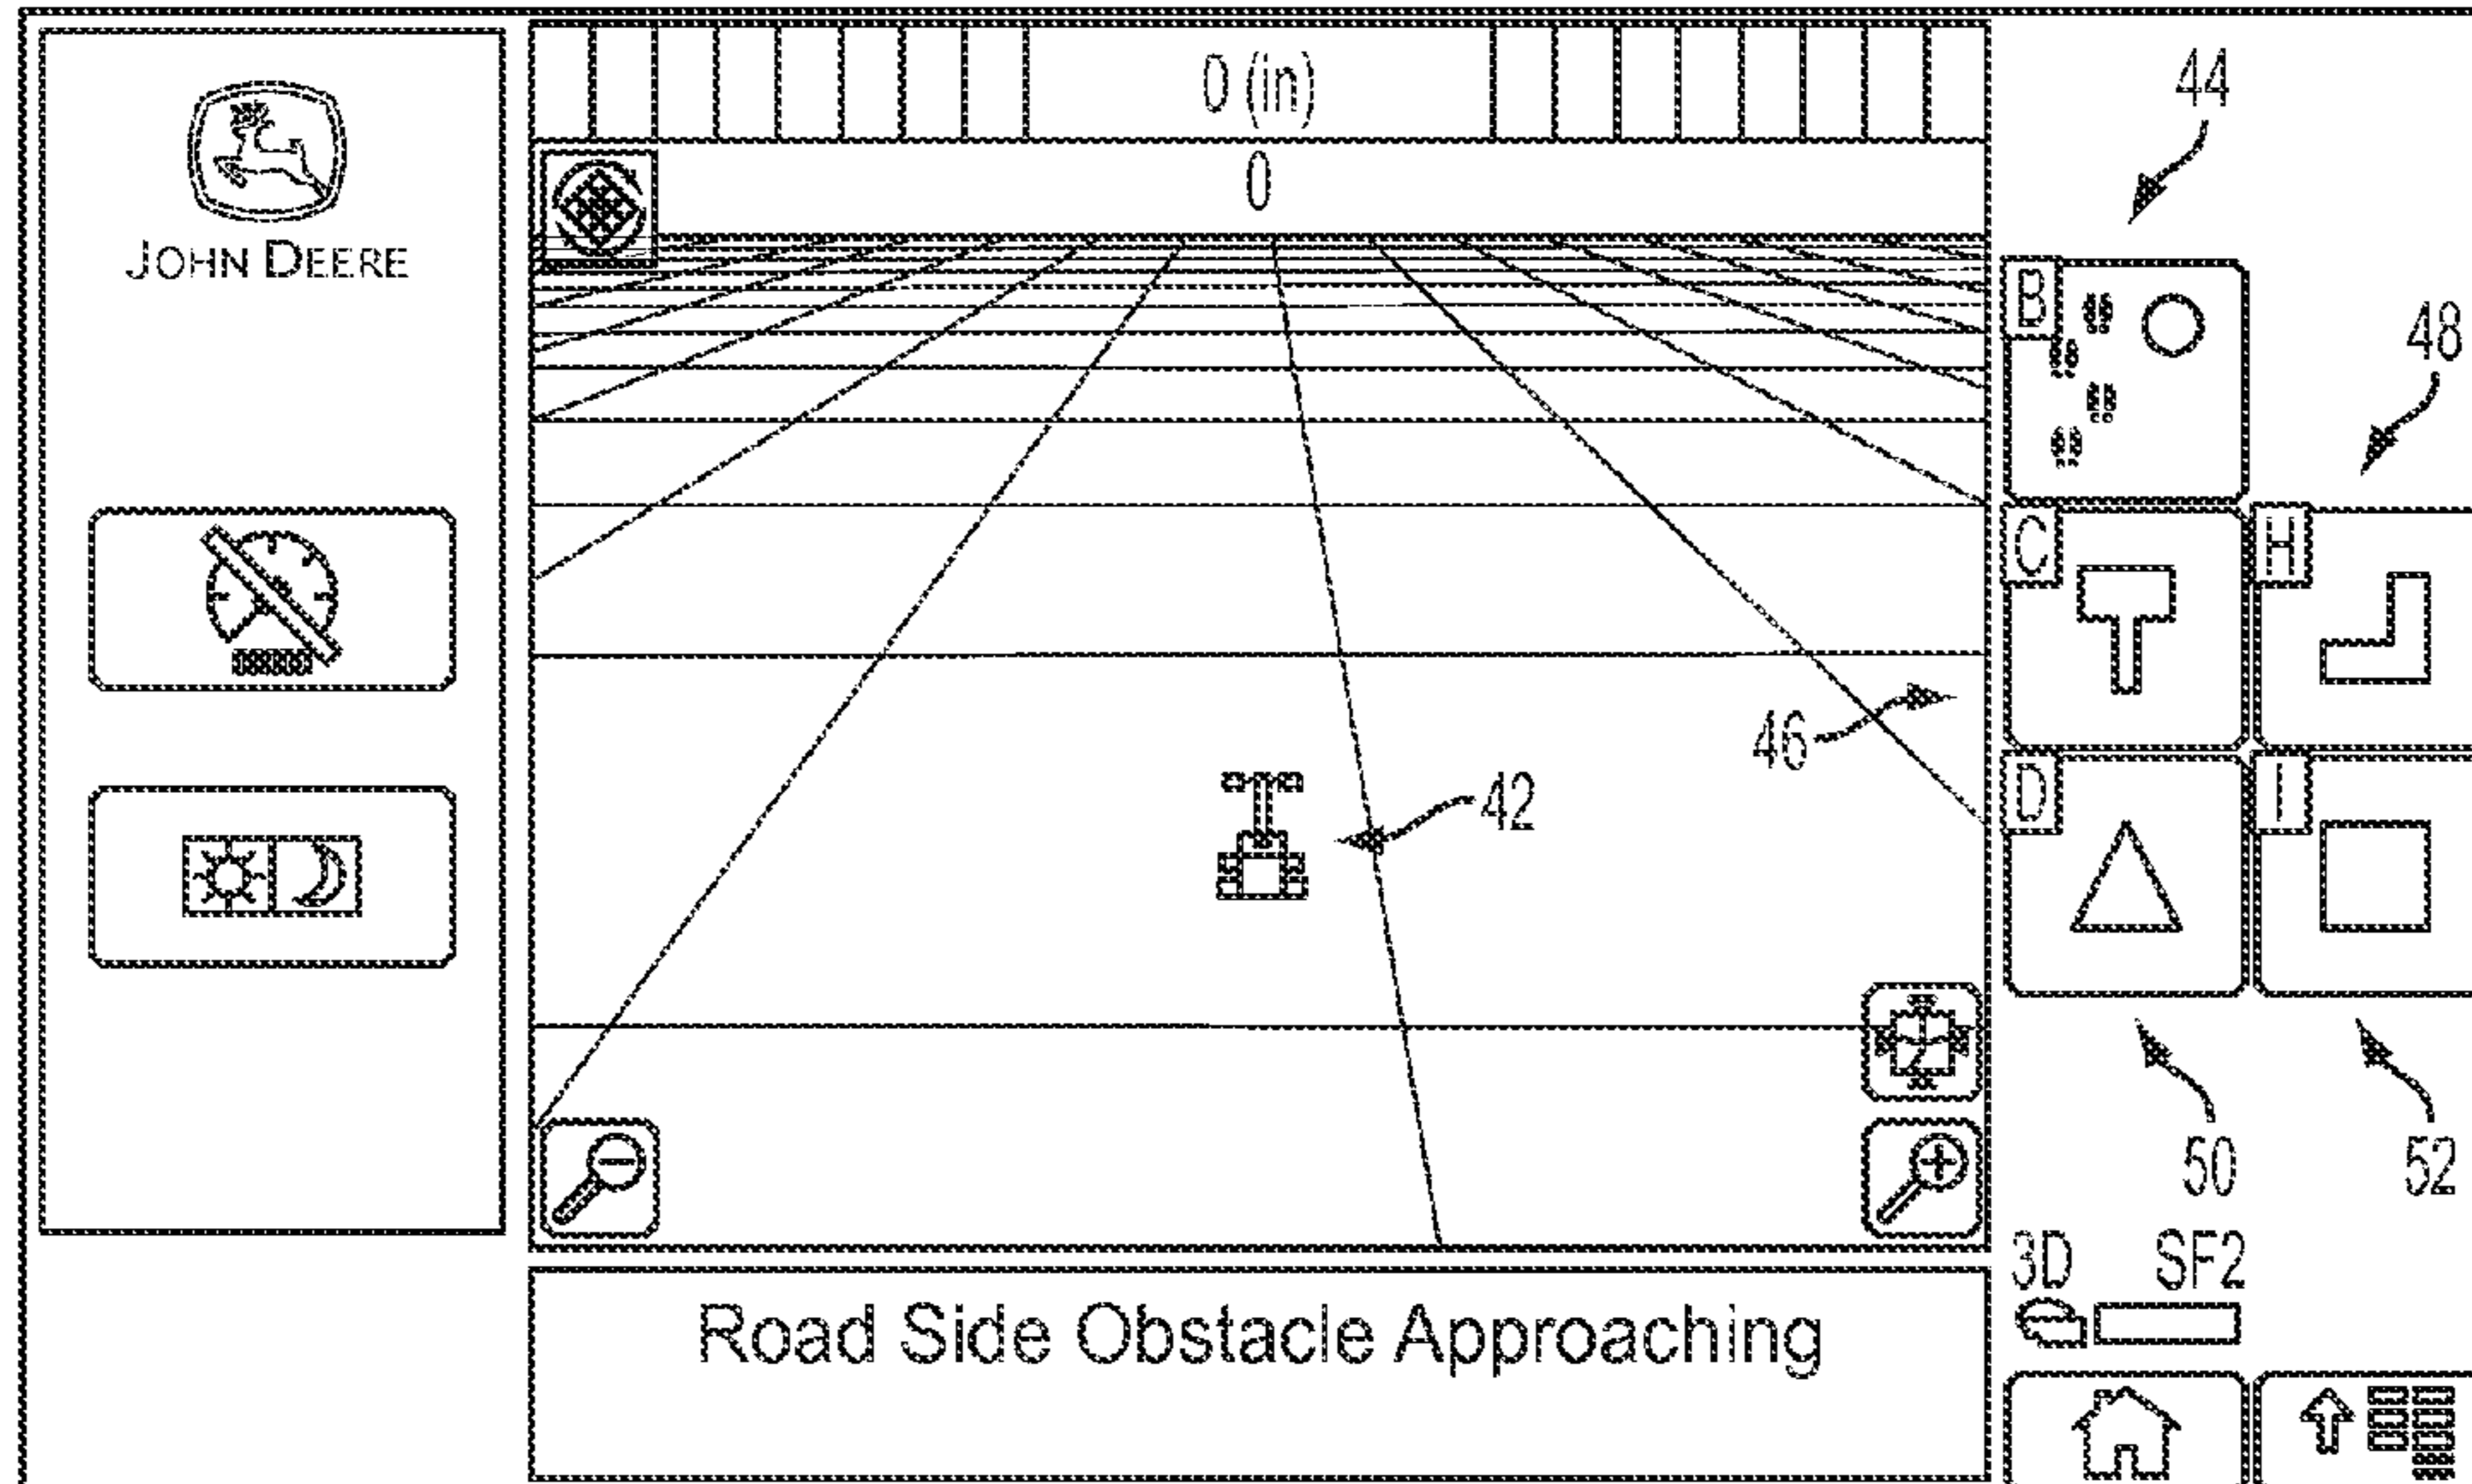 JOHN DEERE
0 (in)
0
44
B
48
C
H
46
D
I
42
50
52
3D SF2
Road Side Obstacle Approaching